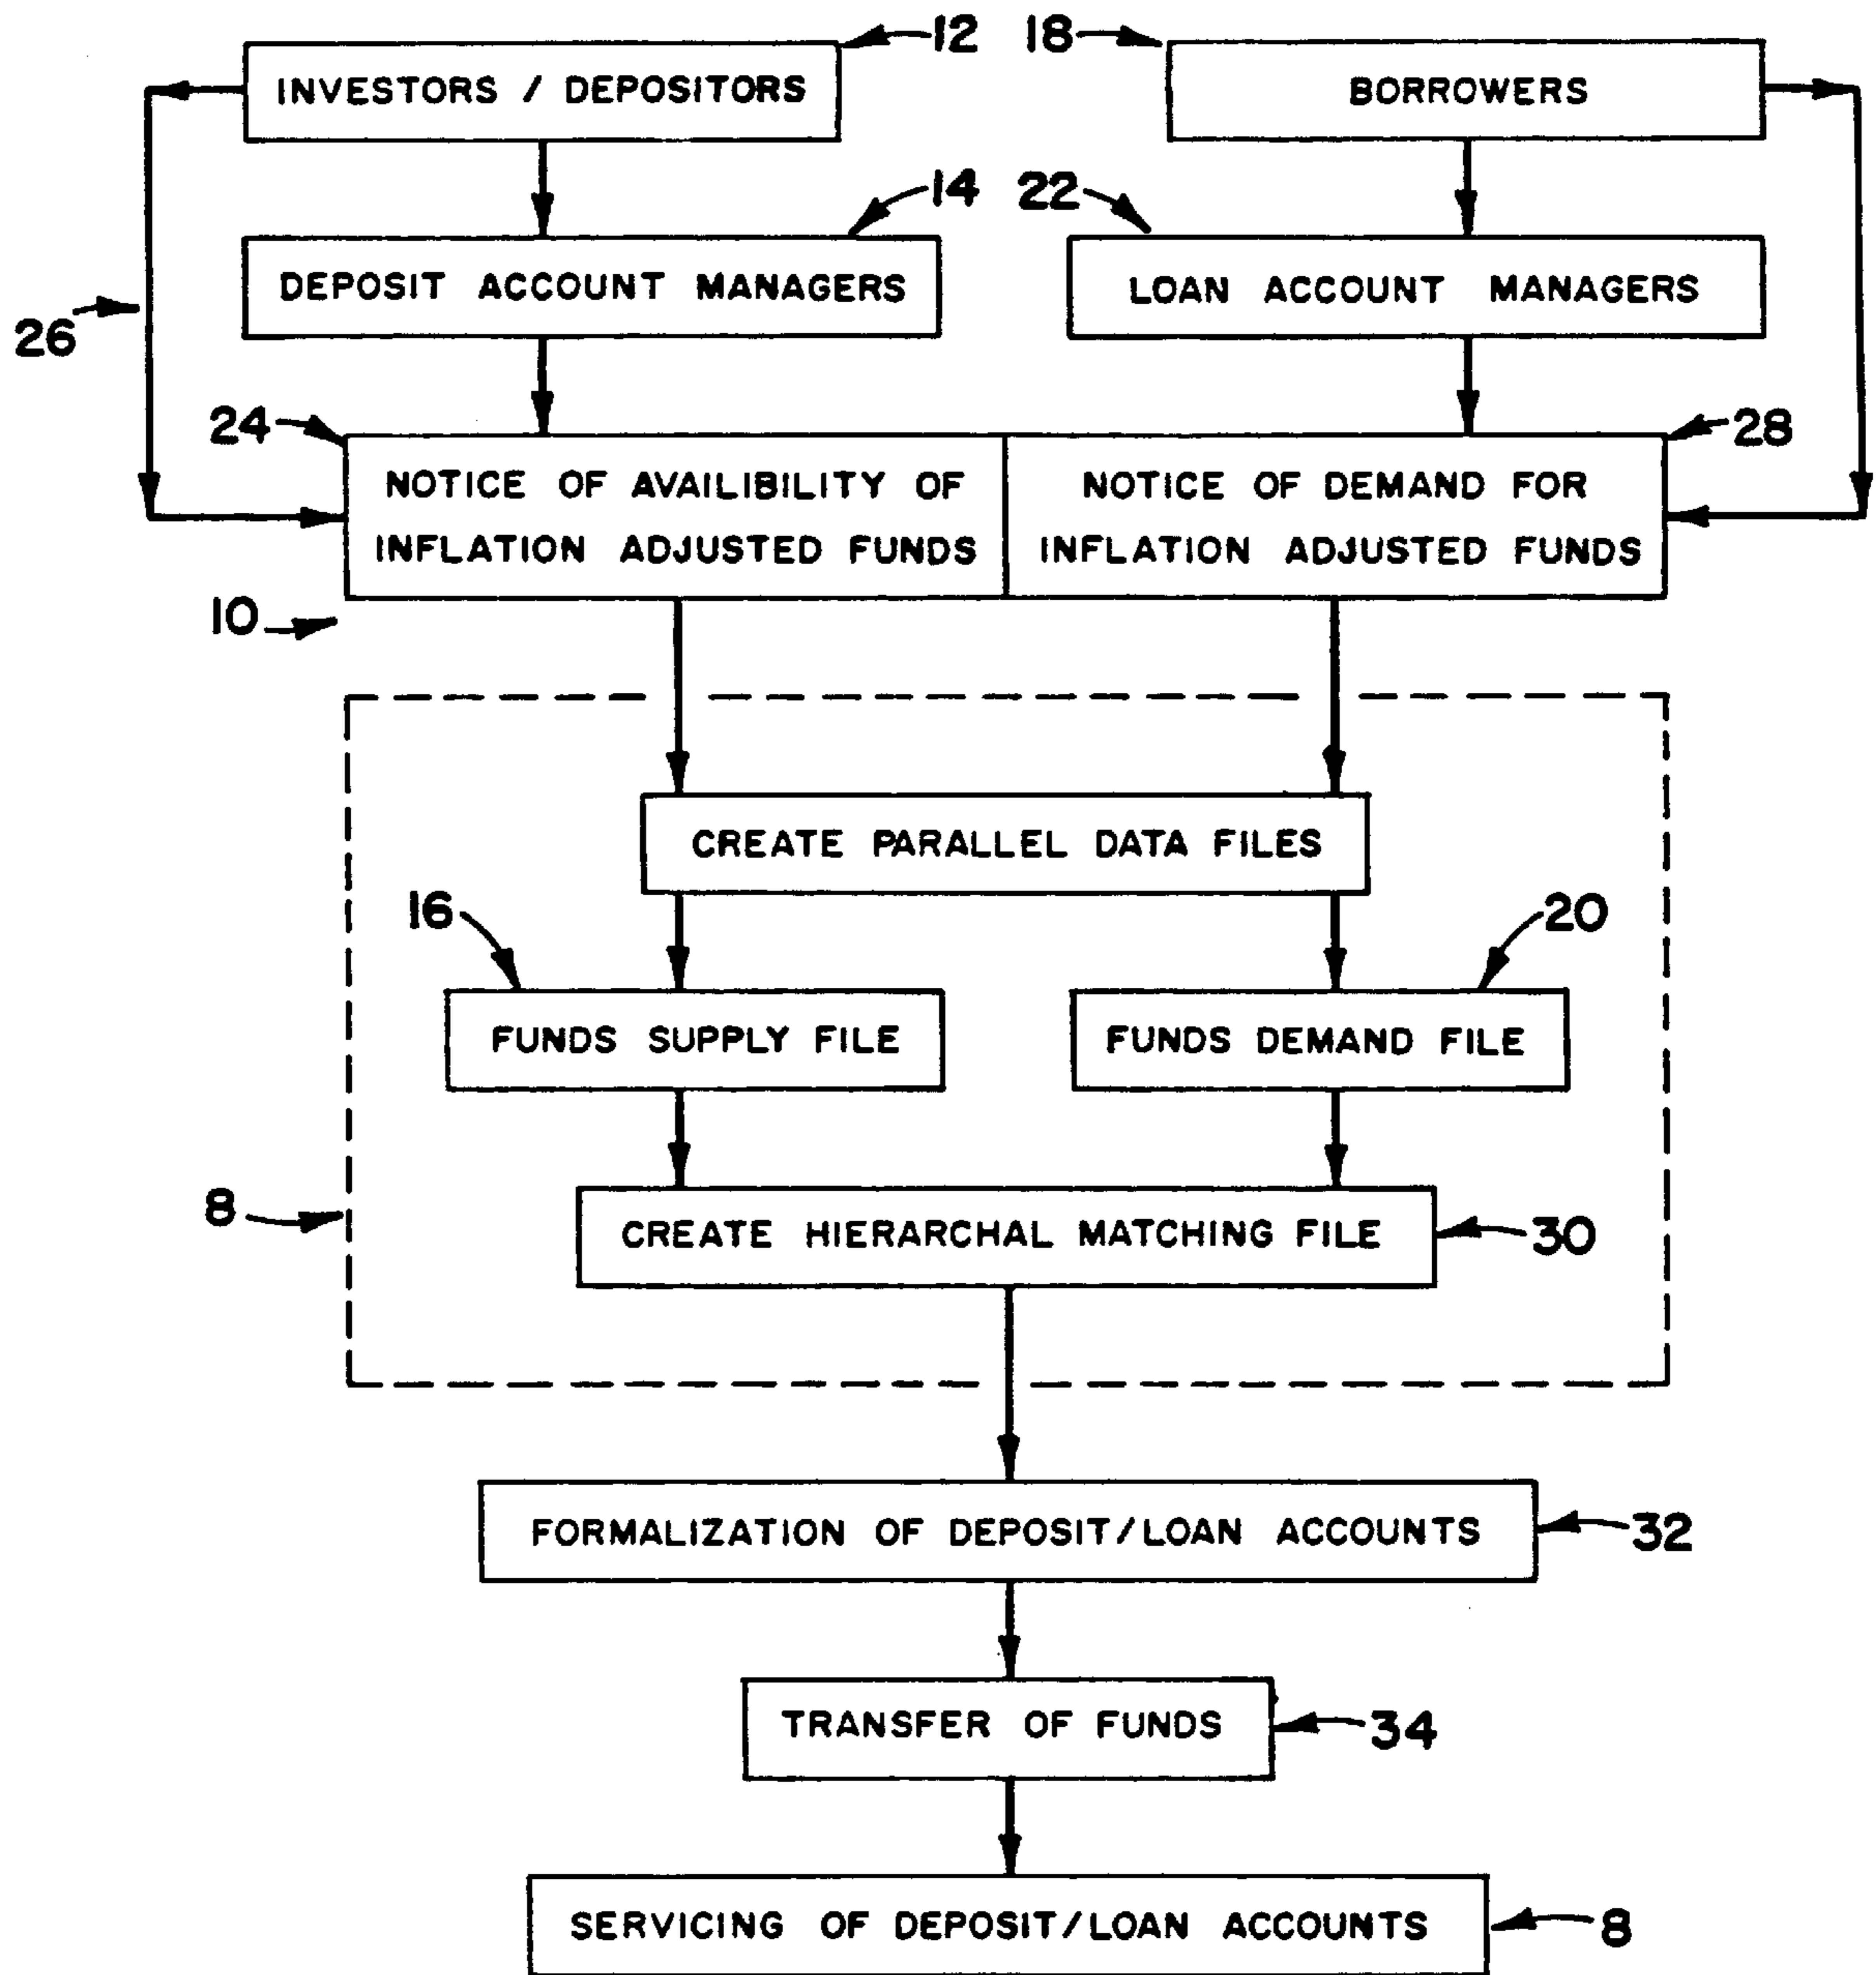 12
18
INVESTORS / DEPOSITORS
BORROWERS
14
22
DEPOSIT ACCOUNT MANAGERS
LOAN ACCOUNT MANAGERS
26
24
28
NOTICE OF AVAILIBILITY OF
INFLATION ADJUSTED FUNDS
NOTICE OF DEMAND FOR
INFLATION ADJUSTED FUNDS
10
CREATE PARALLEL DATA FILES
16
20
FUNDS SUPPLY FILE
FUNDS DEMAND FILE
8
CREATE HIERARCHAL MATCHING FILE
30
FORMALIZATION OF DEPOSIT/LOAN ACCOUNTS
32
TRANSFER OF FUNDS
34
SERVICING OF DEPOSIT/LOAN ACCOUNTS
8